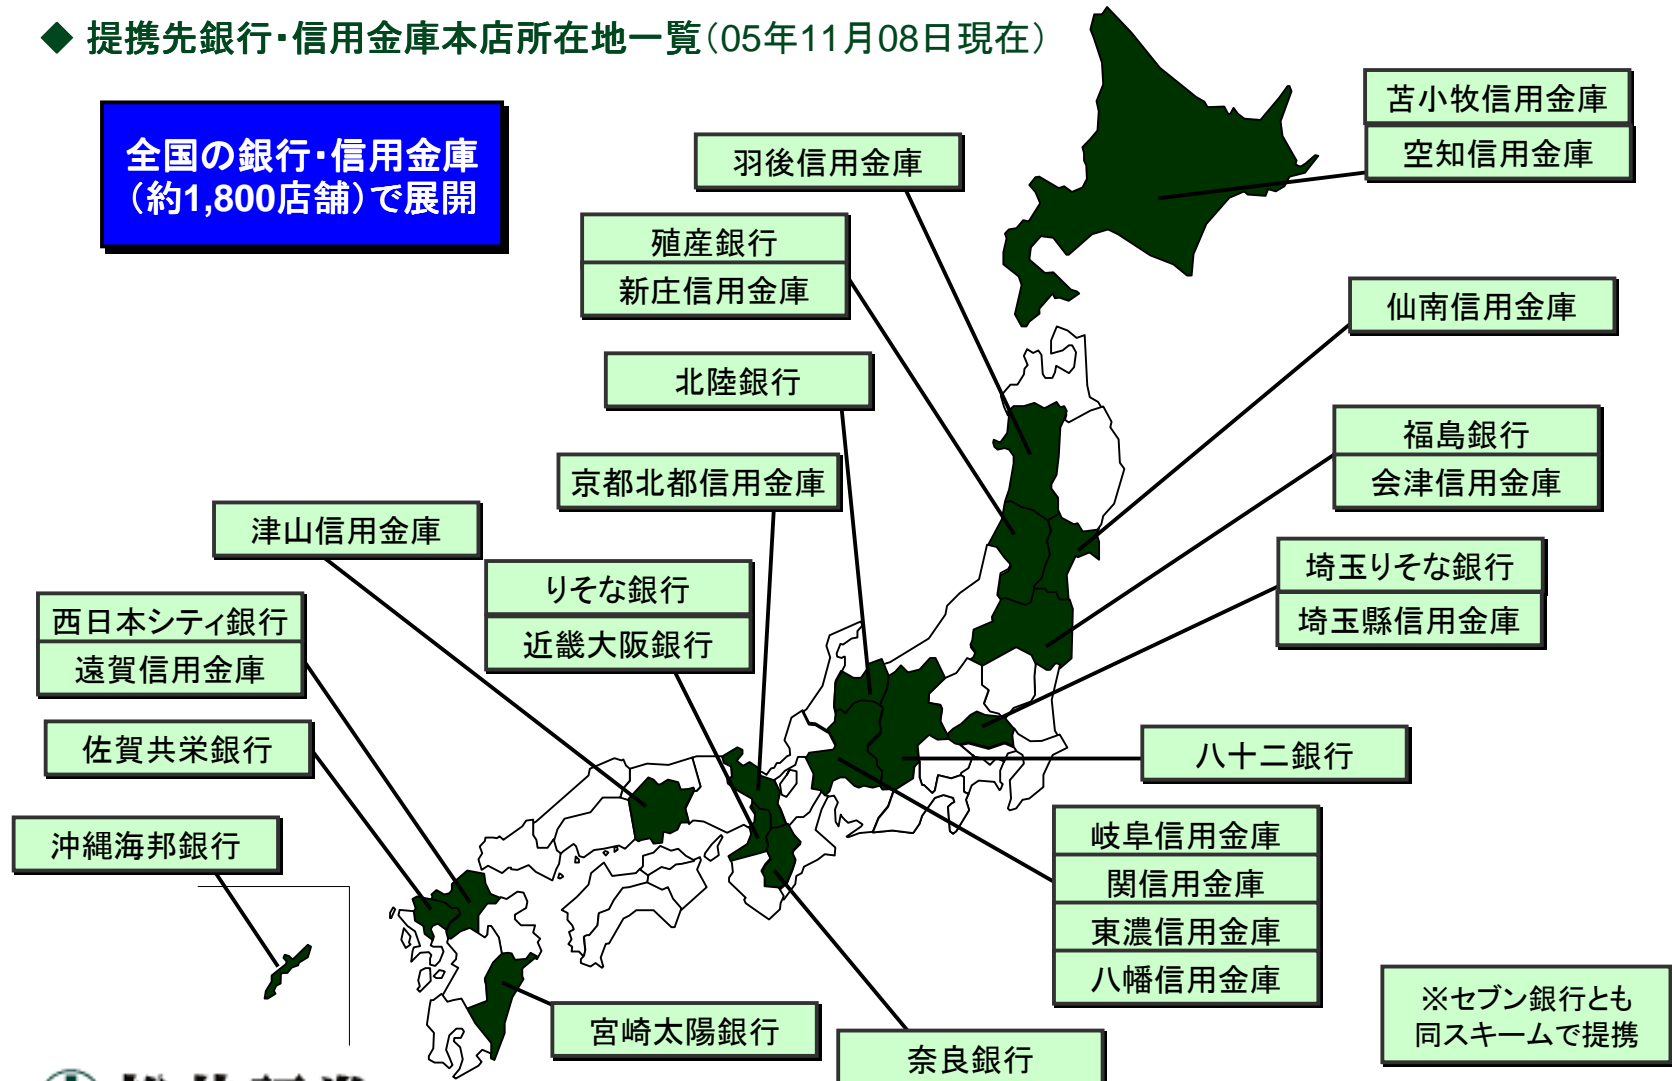 ◆ 提携先銀行・信用金庫本店所在地一覧（05年11月08日現在）
全国の銀行・信用金庫
（約1,800店舗）で展開
苫小牧信用金庫
空知信用金庫
羽後信用金庫
殖産銀行
新庄信用金庫
仙南信用金庫
北陸銀行
福島銀行
会津信用金庫
京都北都信用金庫
津山信用金庫
埼玉りそな銀行
埼玉縣信用金庫
りそな銀行
近畿大阪銀行
西日本シティ銀行
遠賀信用金庫
佐賀共栄銀行
八十二銀行
沖縄海邦銀行
岐阜信用金庫
関信用金庫
東濃信用金庫
八幡信用金庫
宮崎太陽銀行
奈良銀行
※セブン銀行とも
同スキームで提携